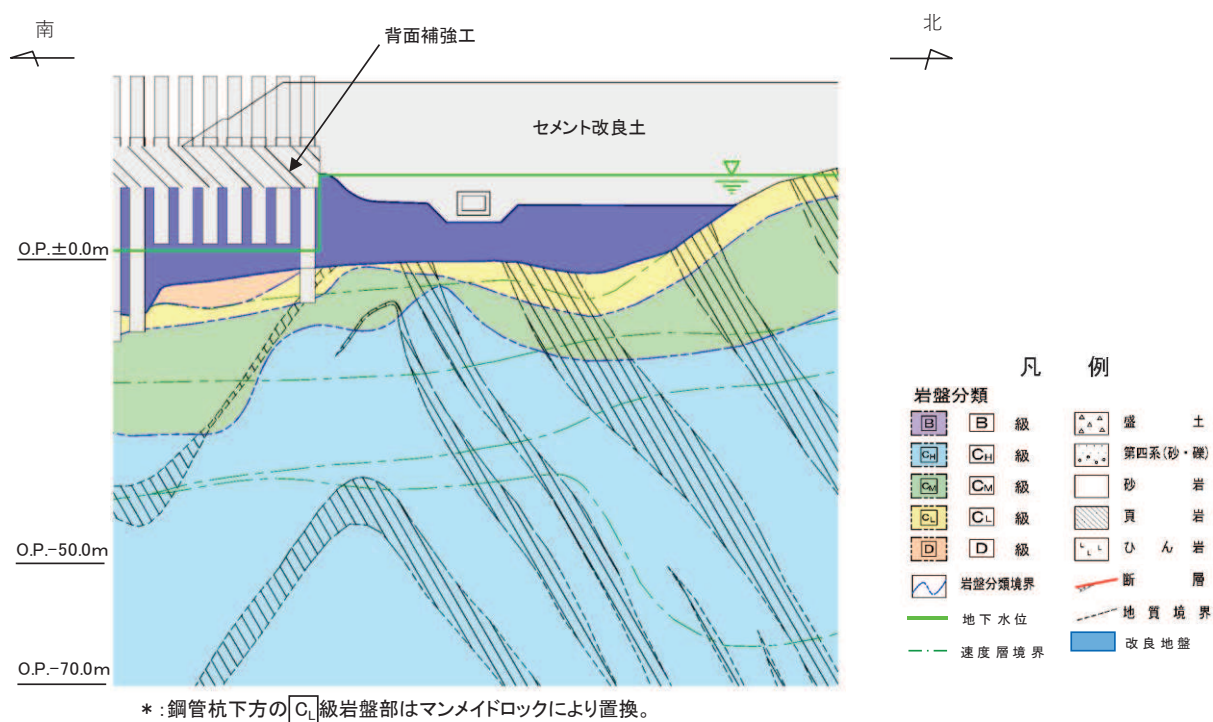 南
背面補強工
北
セメント改良土
O.P.±0.0m
O.P.-50.0m
O.P.-70.0m
*：鋼管杭下方のCL級岩盤部はマンメイドロックにより置換。
凡 例
岩盤分類
B B 級
CH CH 級
CM CM 級
CL CL 級
D D 級
岩盤分類境界
地下水位
速度層境界
盛土
第四系(砂・礫)
砂岩
頁岩
ひん岩
断層
地質境界
改良地盤